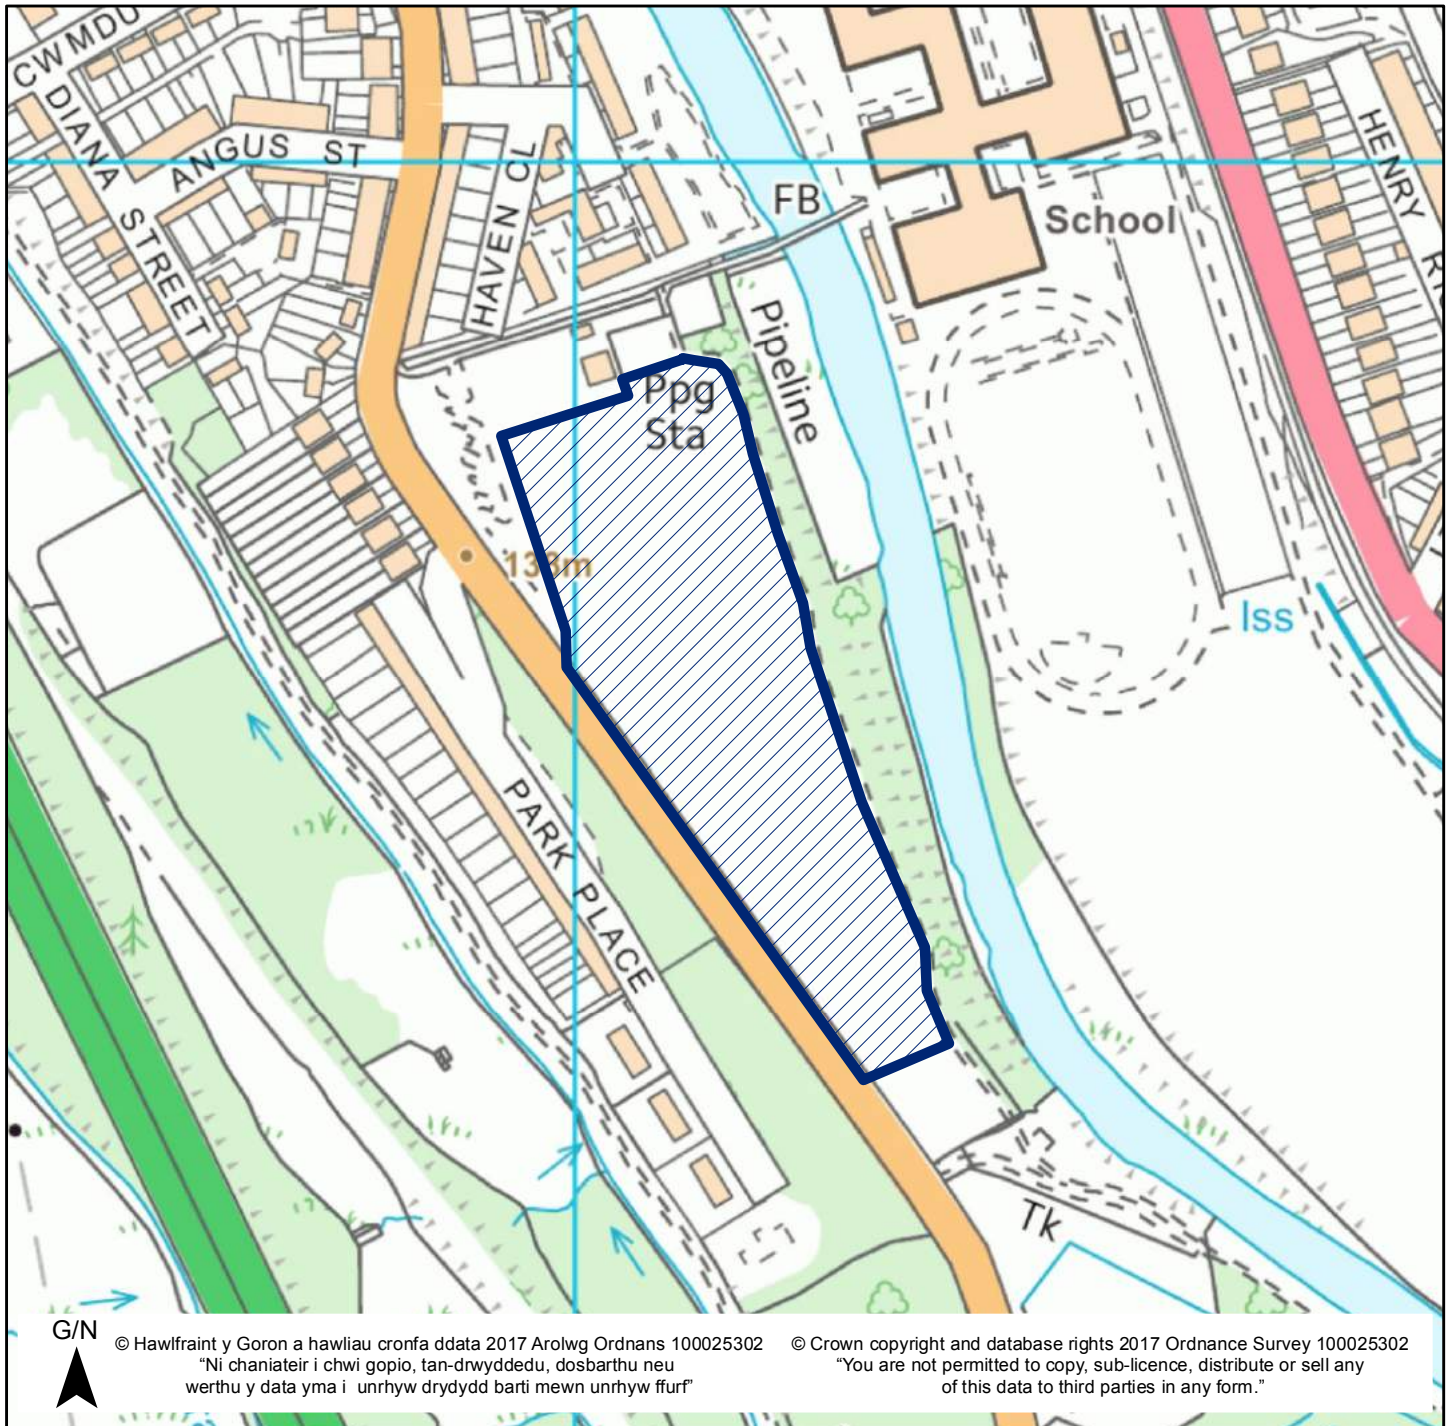 CWMDU
DIANA STREET
ANGUS ST
HAVEN CL
FB
School
HENRY
Pipeline
Ppg
Sta
133m
Iss
PARK PLACE
Tk
G/N
© Hawlfraint y Goron a hawliau cronfa ddata 2017 Arolwg Ordnans 100025302
“Ni chaniateir i chwi gopio, tan-drwyddedu, dosbarthu neu
werthu y data yma i unrhyw drydydd barti mewn unrhyw ffurf”
© Crown copyright and database rights 2017 Ordnance Survey 100025302
“You are not permitted to copy, sub-licence, distribute or sell any
of this data to third parties in any form.”